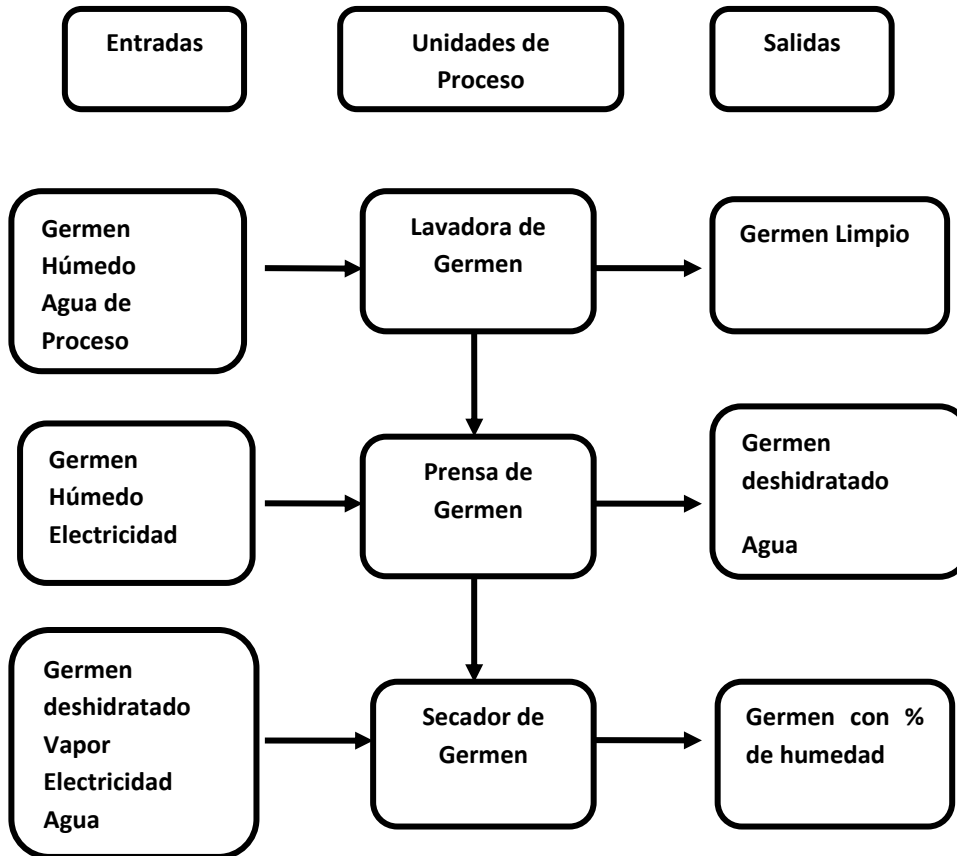 Entradas
Unidades de
Proceso
Salidas
Germen
Húmedo
Agua de
Proceso
Lavadora de
Germen
Germen Limpio
Germen
Húmedo
Electricidad
Prensa de
Germen
Germen
deshidratado
Agua
Germen
deshidratado
Vapor
Electricidad
Agua
Secador de
Germen
Germen con %
de humedad